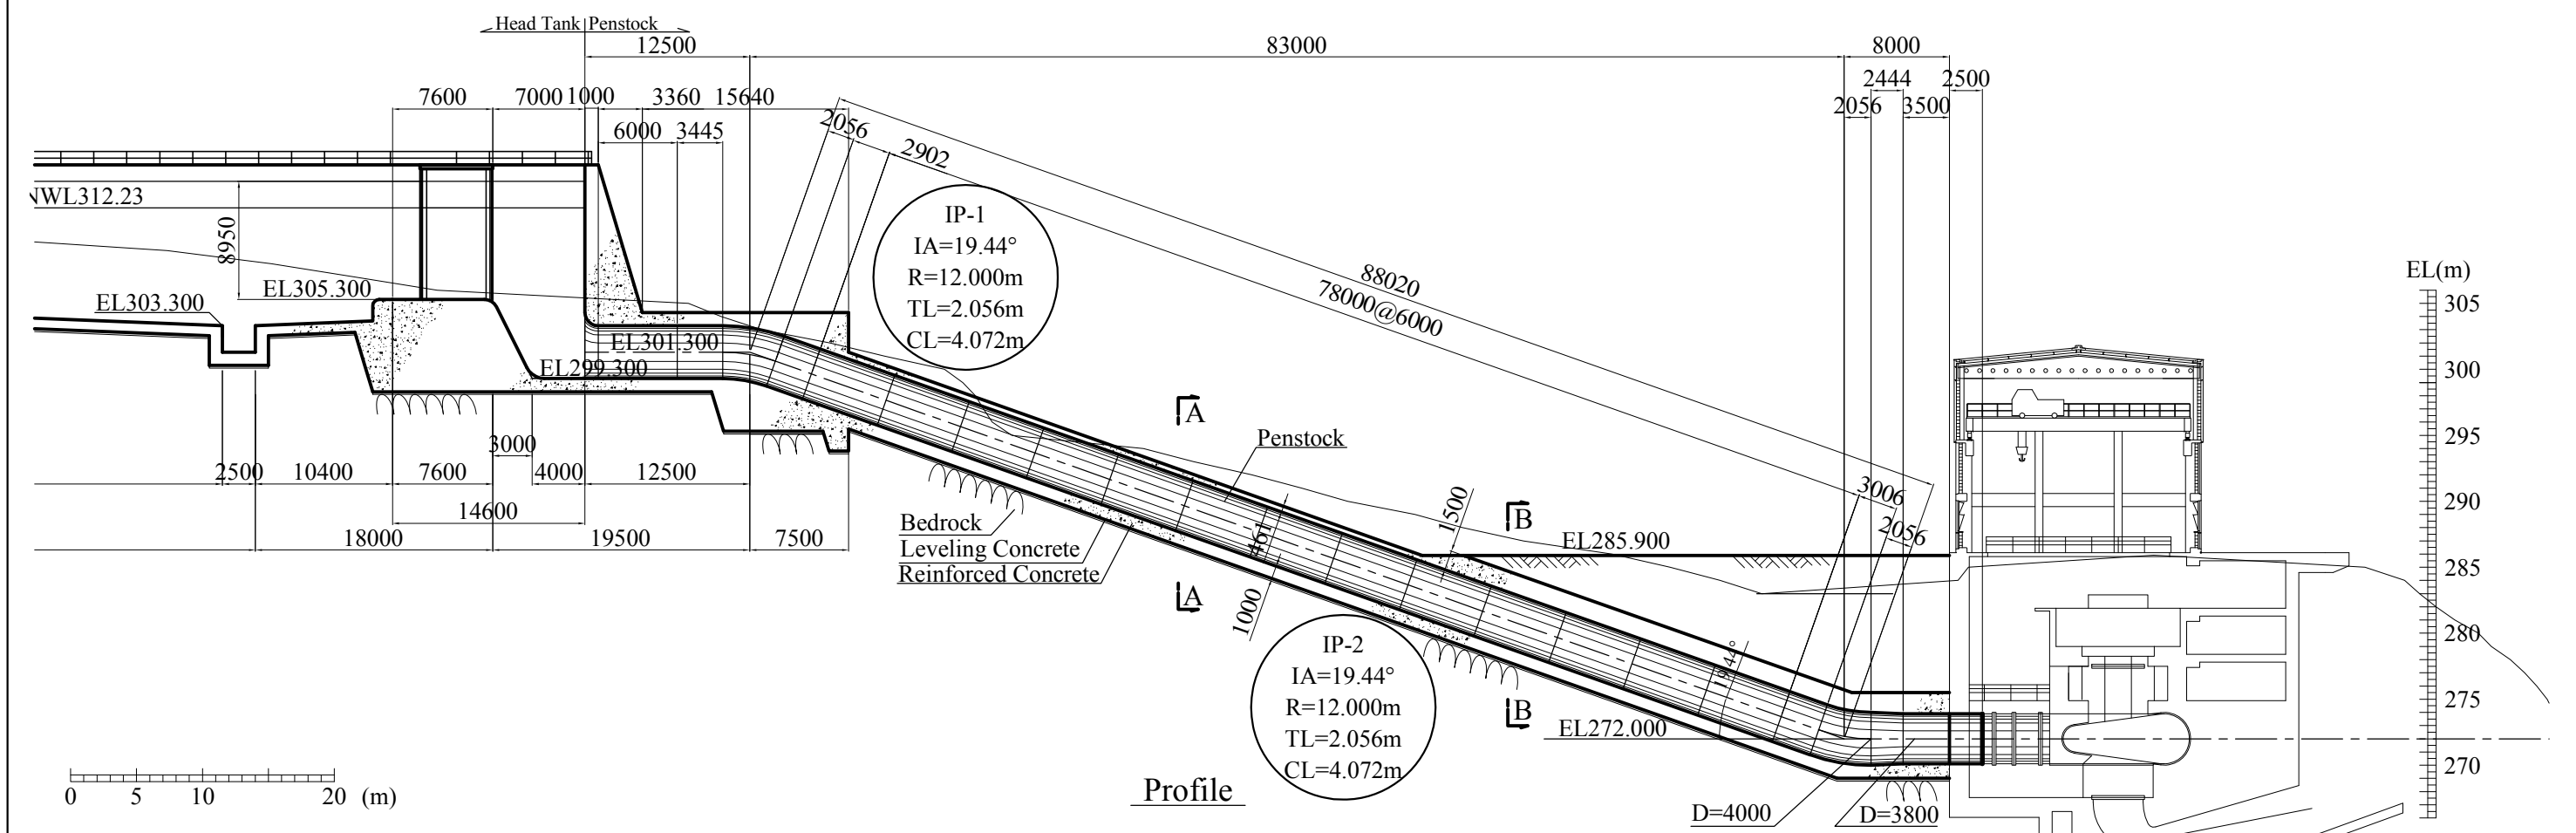 Head Tank Penstock
12500 83000 8000
2444 2500
7600 7000 1000 3360 15640 2056 3500
6000 3445 2056
2902
NWL312.23
8950
EL303.300 EL305.300
EL301.300
EL299.300
IP-1
IA=19.44°
R=12.000m
TL=2.056m
CL=4.072m
88020
78000@6000
EL(m)
305
300
295
290
285
280
275
270
A
Penstock
3000
2500 10400 7600 4000 12500
14600
18000 19500 7500
Bedrock
Leveling Concrete
Reinforced Concrete
461
1000
1500
A
B
EL285.900
3006
2056
IP-2
IA=19.44°
R=12.000m
TL=2.056m
CL=4.072m
19.44°
B
EL272.000
0 5 10 20 (m)
Profile
D=4000 D=3800